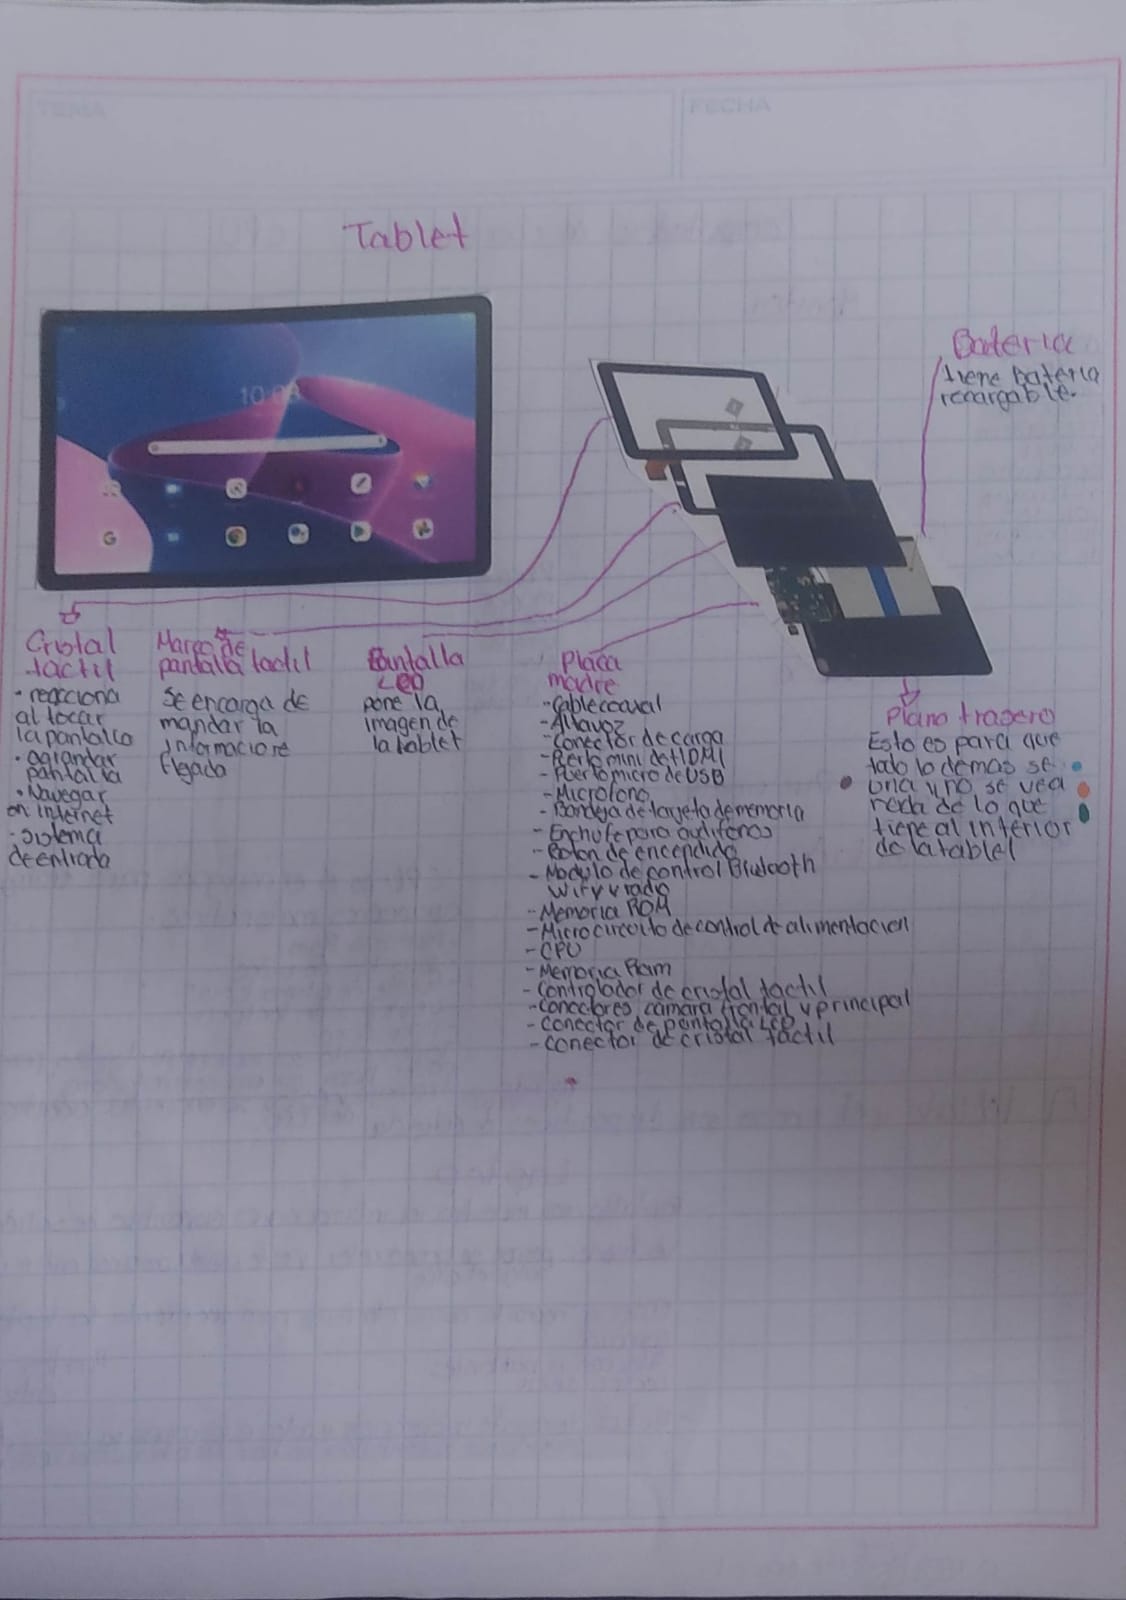 TEMA
FECHA
Tablet
10:08
Bateria
tiene bateria
recargable.
Cristal
tactil
· reacciona
al tocar
la pantalla
· agrandar
pantalla
· Navegar
en internet
· sistema
de entrada
Marco de
pantalla tactil
se encarga de
mandar la
informacion
Pantalla
LED
pone la
imagen de
la tablet
Placa
madre
- Cable coaxial
- Altavoz
- Conector de carga
- Puerto mini de HDMI
- Puerto micro de USB
- Microfono
- Bandeja de tarjeta de memoria
- Enchufe para audifonos
- Boton de encendido
- Modulo de control Bluetooth
wify y radio
- Memoria ROM
- Micro circuito de control de alimentacion
- CPU
- Memoria Ram
- Controlador de cristal tactil
- Conectores camara frontal y principal
- conector de pantalla LED
- conector de cristal tactil
Plano trasero
Esto es para que
todo lo demas se
una y no se vea
nada de lo que
tiene al interior
de la tablet